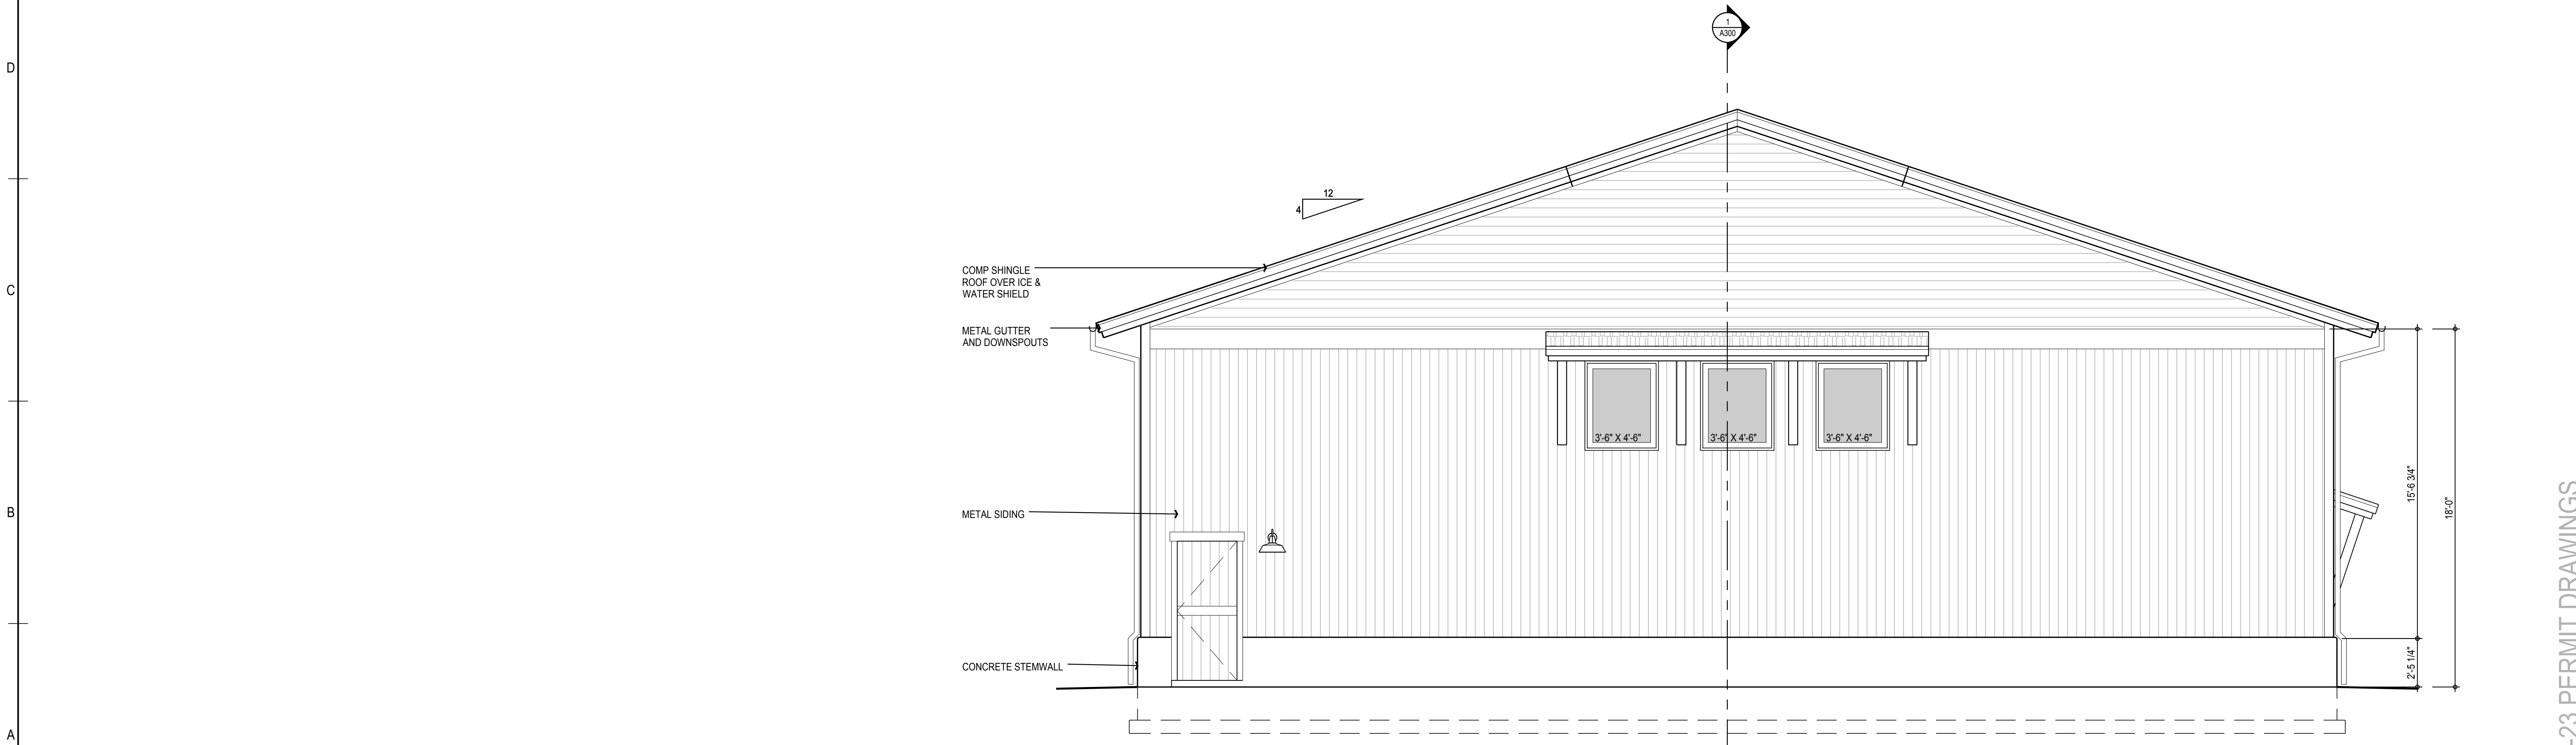 1
A300
D
12
4
COMP SHINGLE
ROOF OVER ICE &
WATER SHIELD
C
METAL GUTTER
AND DOWNSPOUTS
3'-6" X 4'-6"
3'-6" X 4'-6"
3'-6" X 4'-6"
15'-6 3/4"
18'-0"
METAL SIDING
B
CONCRETE STEMWALL
2'-5 1/4"
A
-23 PERMIT DRAWINGS